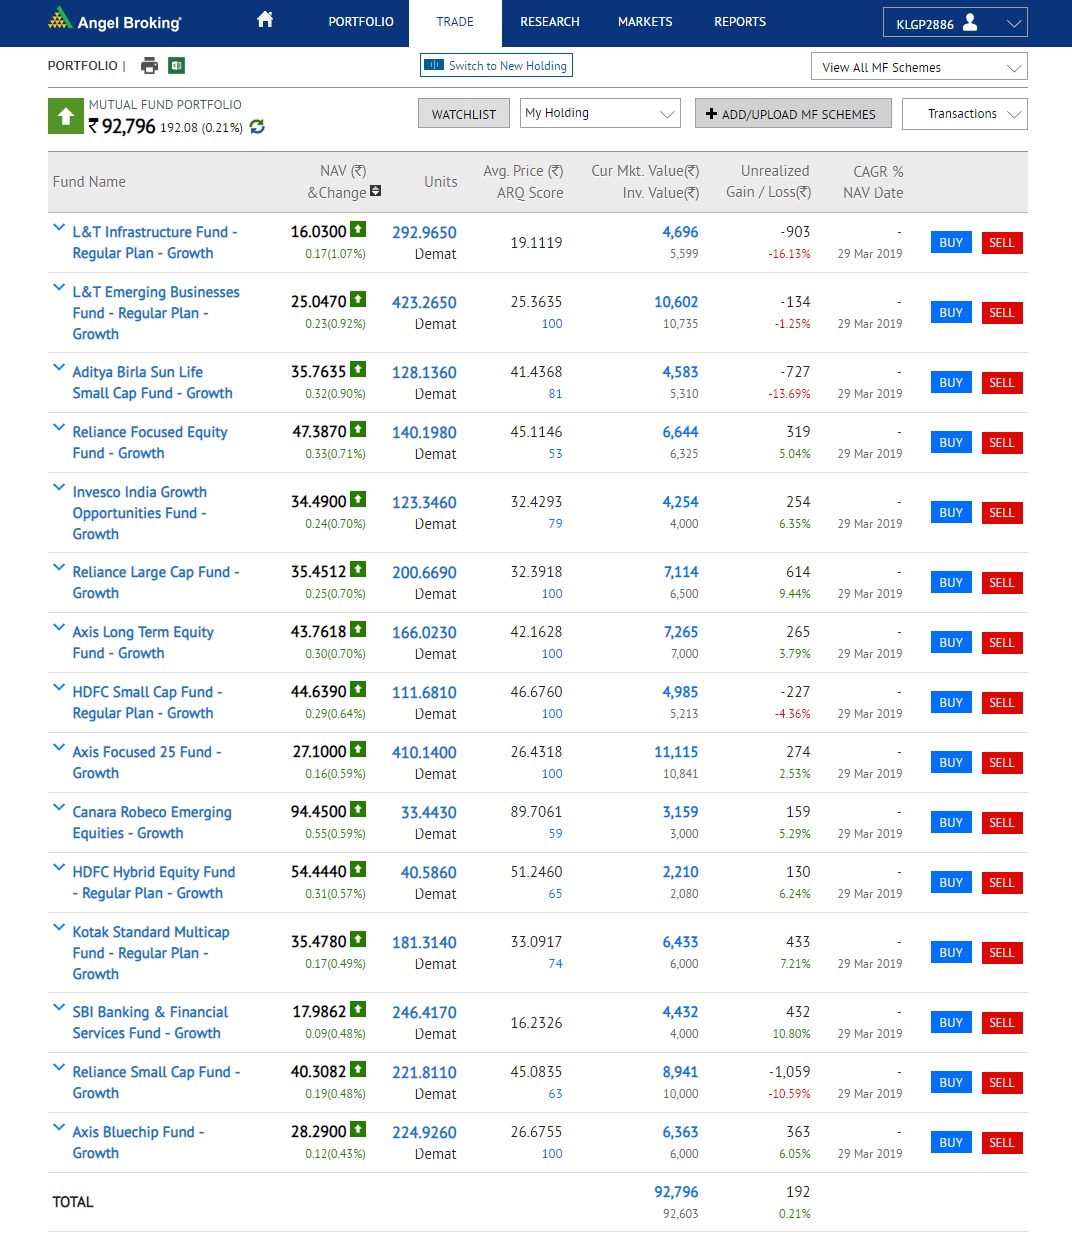 Angel Broking
PORTFOLIO TRADE RESEARCH MARKETS REPORTS KLGP2886
PORTFOLIO | Switch to New Holding View All MF Schemes
MUTUAL FUND PORTFOLIO
₹ 92,796 192.08 (0.21%)
WATCHLIST My Holding + ADD/UPLOAD MF SCHEMES Transactions
Fund Name NAV (₹) &Change Units Avg. Price (₹) ARQ Score Cur Mkt. Value(₹) Inv. Value(₹) Unrealized Gain / Loss(₹) CAGR % NAV Date
L&T Infrastructure Fund - 16.0300 292.9650 19.1119 4,696 -903 - BUY SELL
Regular Plan - Growth 0.17(1.07%) Demat 5,599 -16.13% 29 Mar 2019
L&T Emerging Businesses 25.0470 423.2650 25.3635 10,602 -134 - BUY SELL
Fund - Regular Plan - 0.23(0.92%) Demat 100 10,735 -1.25% 29 Mar 2019
Growth
Aditya Birla Sun Life 35.7635 128.1360 41.4368 4,583 -727 - BUY SELL
Small Cap Fund - Growth 0.32(0.90%) Demat 81 5,310 -13.69% 29 Mar 2019
Reliance Focused Equity 47.3870 140.1980 45.1146 6,644 319 - BUY SELL
Fund - Growth 0.33(0.71%) Demat 53 6,325 5.04% 29 Mar 2019
Invesco India Growth 34.4900 123.3460 32.4293 4,254 254 - BUY SELL
Opportunities Fund - 0.24(0.70%) Demat 79 4,000 6.35% 29 Mar 2019
Growth
Reliance Large Cap Fund - 35.4512 200.6690 32.3918 7,114 614 - BUY SELL
Growth 0.25(0.70%) Demat 100 6,500 9.44% 29 Mar 2019
Axis Long Term Equity 43.7618 166.0230 42.1628 7,265 265 - BUY SELL
Fund - Growth 0.30(0.70%) Demat 100 7,000 3.79% 29 Mar 2019
HDFC Small Cap Fund - 44.6390 111.6810 46.6760 4,985 -227 - BUY SELL
Regular Plan - Growth 0.29(0.64%) Demat 100 5,213 -4.36% 29 Mar 2019
Axis Focused 25 Fund - 27.1000 410.1400 26.4318 11,115 274 - BUY SELL
Growth 0.16(0.59%) Demat 100 10,841 2.53% 29 Mar 2019
Canara Robeco Emerging 94.4500 33.4430 89.7061 3,159 159 - BUY SELL
Equities - Growth 0.55(0.59%) Demat 59 3,000 5.29% 29 Mar 2019
HDFC Hybrid Equity Fund 54.4440 40.5860 51.2460 2,210 130 - BUY SELL
- Regular Plan - Growth 0.31(0.57%) Demat 65 2,080 6.24% 29 Mar 2019
Kotak Standard Multicap 35.4780 181.3140 33.0917 6,433 433 - BUY SELL
Fund - Regular Plan - 0.17(0.49%) Demat 74 6,000 7.21% 29 Mar 2019
Growth
SBI Banking & Financial 17.9862 246.4170 16.2326 4,432 432 - BUY SELL
Services Fund - Growth 0.09(0.48%) Demat 4,000 10.80% 29 Mar 2019
Reliance Small Cap Fund - 40.3082 221.8110 45.0835 8,941 -1,059 - BUY SELL
Growth 0.19(0.48%) Demat 63 10,000 -10.59% 29 Mar 2019
Axis Bluechip Fund - 28.2900 224.9260 26.6755 6,363 363 - BUY SELL
Growth 0.12(0.43%) Demat 100 6,000 6.05% 29 Mar 2019
TOTAL 92,796 192
92,603 0.21%